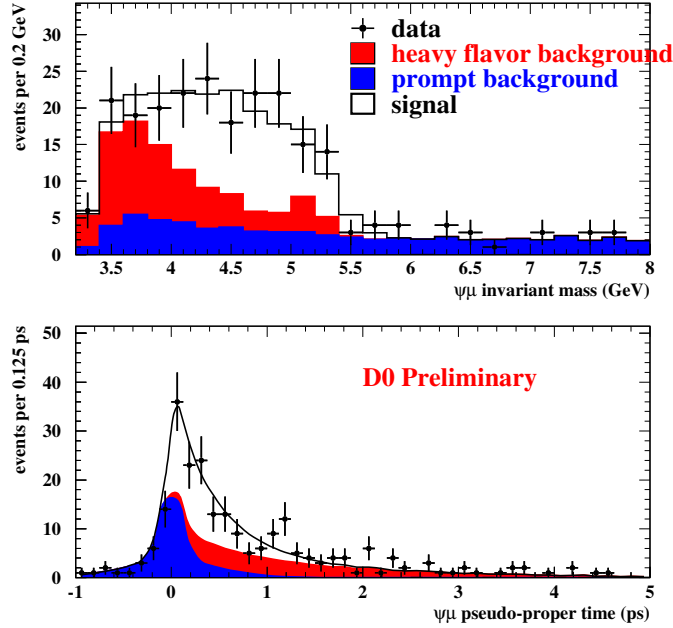 events per 0.2 GeV
30
25
20
15
10
5
0
data
heavy flavor background
prompt background
signal
3.5 4 4.5 5 5.5 6 6.5 7 7.5 8
ψμ invariant mass (GeV)
events per 0.125 ps
50
40
30
20
10
0
D0 Preliminary
-1 0 1 2 3 4 5
ψμ pseudo-proper time (ps)